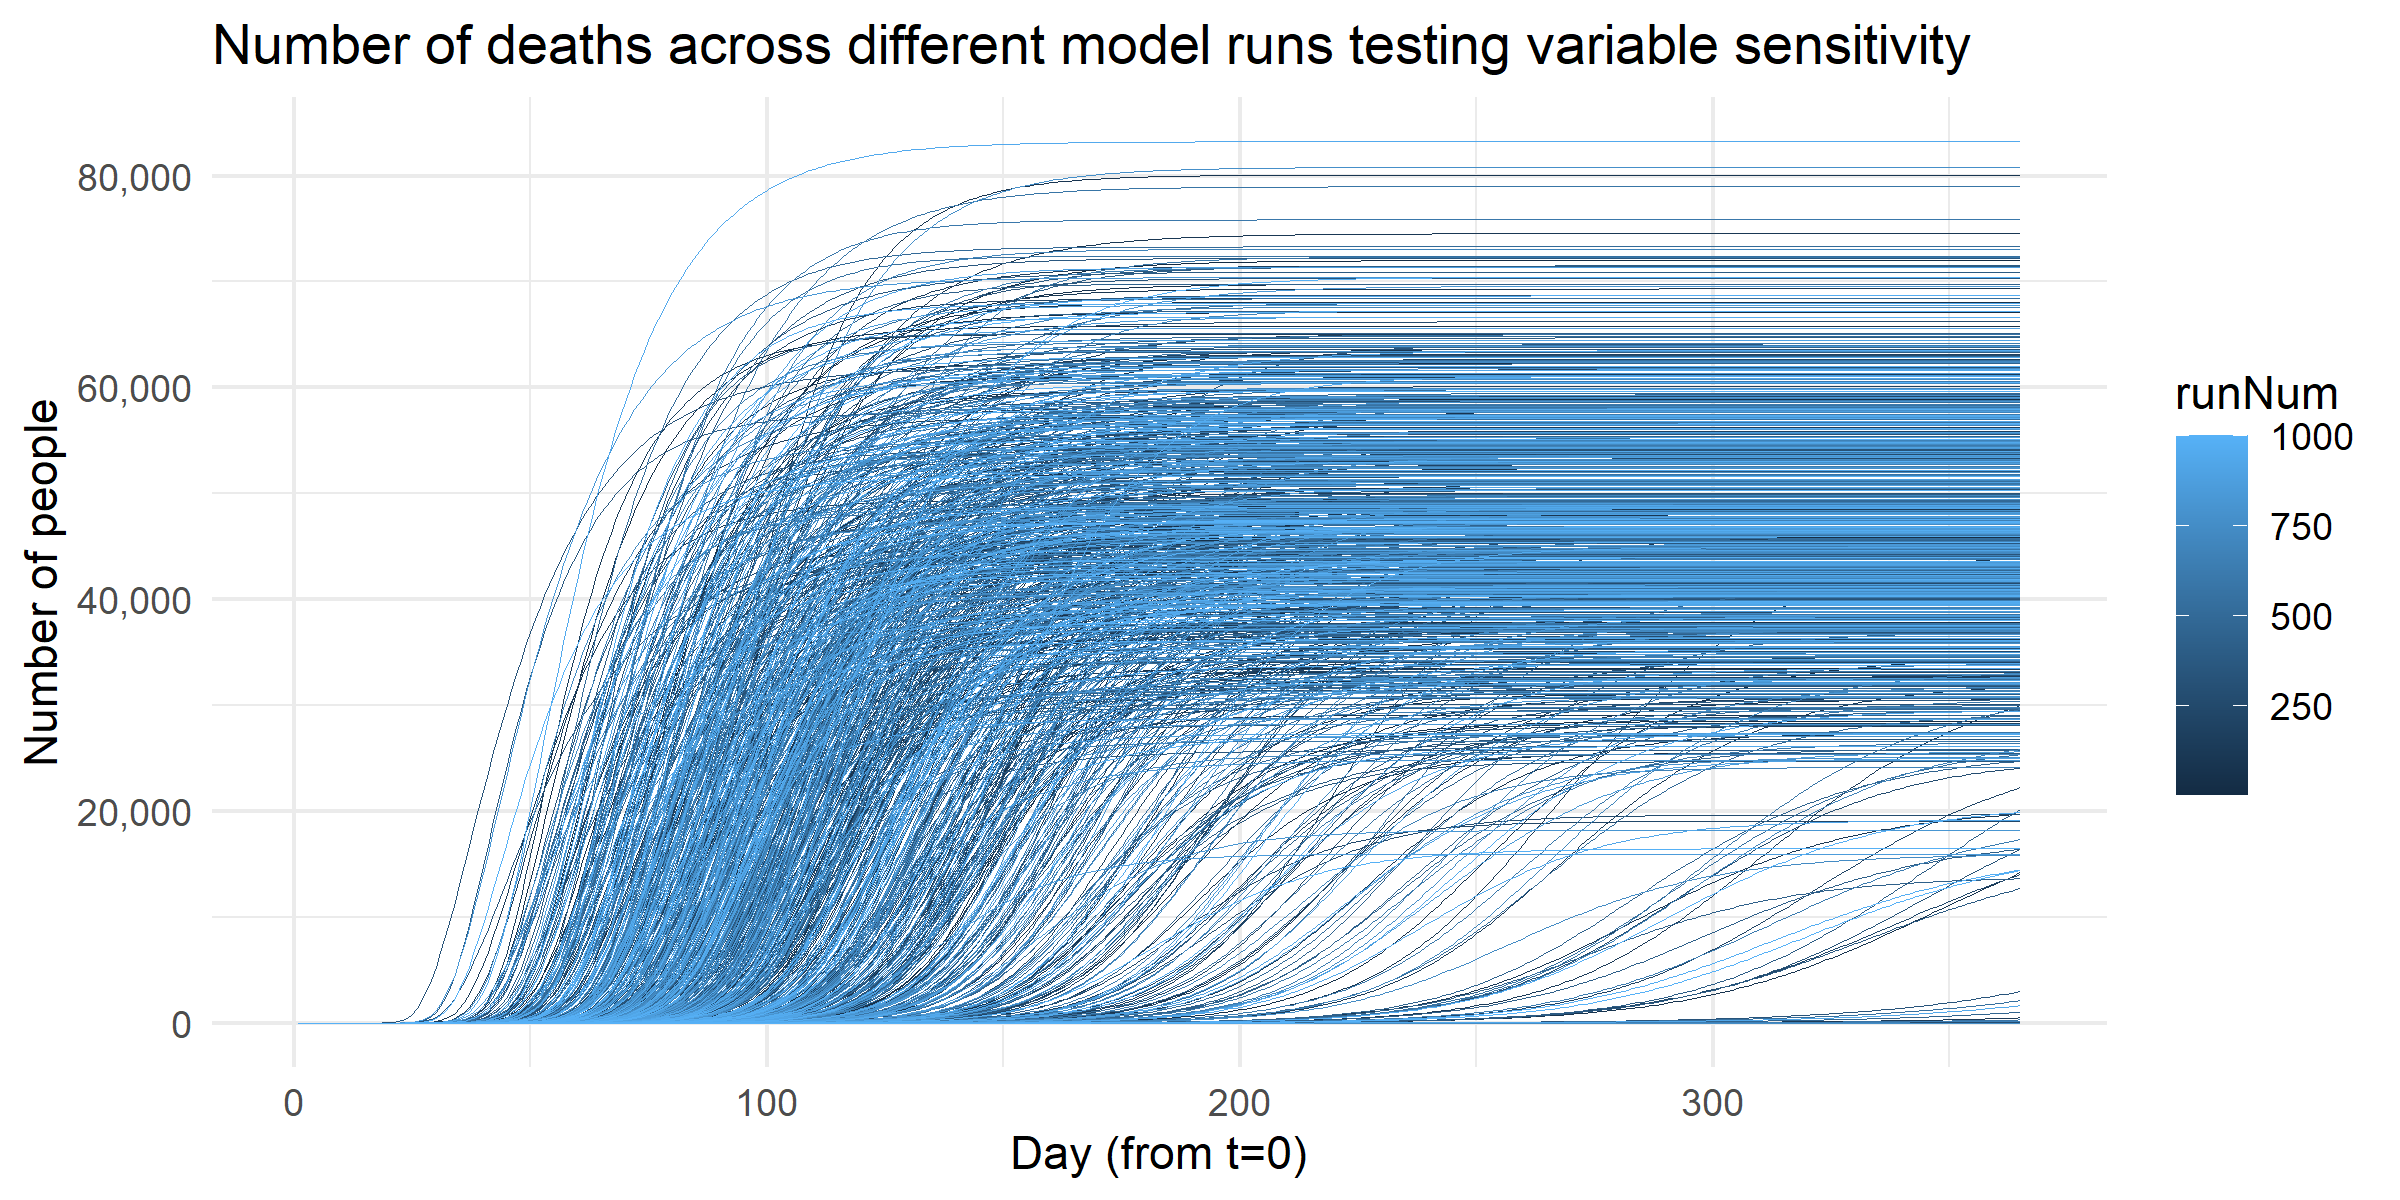 Number of deaths across different model runs testing variable sensitivity
Number of people
80,000
60,000
40,000
20,000
0
0 100 200 300
Day (from t=0)
runNum
1000
750
500
250